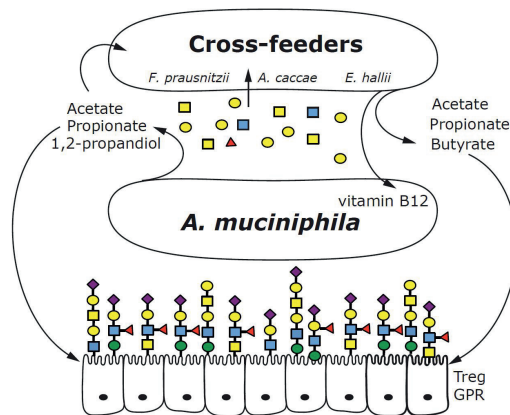 Cross-feeders
F. prausnitzii A. caccae E. hallii
Acetate
Propionate
1,2-propandiol
Acetate
Propionate
Butyrate
vitamin B12
A. muciniphila
Treg
GPR